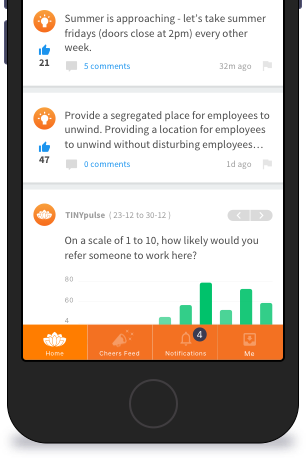 Summer is approaching - let's take summer
fridays (doors close at 2pm) every other
week.
21
5 comments
32m ago
Provide a segregated place for employees to
unwind. Providing a location for employees
to unwind without disturbing employees…
47
0 comments
1d ago
TINYpulse ( 23-12 to 30-12 )
On a scale of 1 to 10, how likely would you
refer someone to work here?
80
60
4
4
Home
Cheers Feed
Notifications
Me